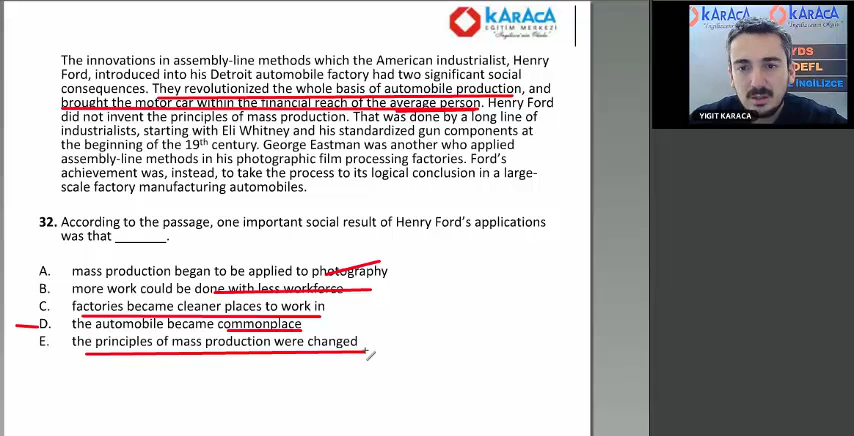 KARACA
EĞİTİM MERKEZİ
"İngilizce'nin Okulu"
The innovations in assembly-line methods which the American industrialist, Henry
Ford, introduced into his Detroit automobile factory had two significant social
consequences. They revolutionized the whole basis of automobile production, and
brought the motor car within the financial reach of the average person. Henry Ford
did not invent the principles of mass production. That was done by a long line of
industrialists, starting with Eli Whitney and his standardized gun components at
the beginning of the 19th century. George Eastman was another who applied
assembly-line methods in his photographic film processing factories. Ford's
achievement was, instead, to take the process to its logical conclusion in a large-
scale factory manufacturing automobiles.
32. According to the passage, one important social result of Henry Ford's applications
was that _______.
A. mass production began to be applied to photography
B. more work could be done with less workforce
C. factories became cleaner places to work in
D. the automobile became commonplace
E. the principles of mass production were changed
KARACA
KARACA
YDS
OEFL
İNGİLİZCE
YIGIT KARACA